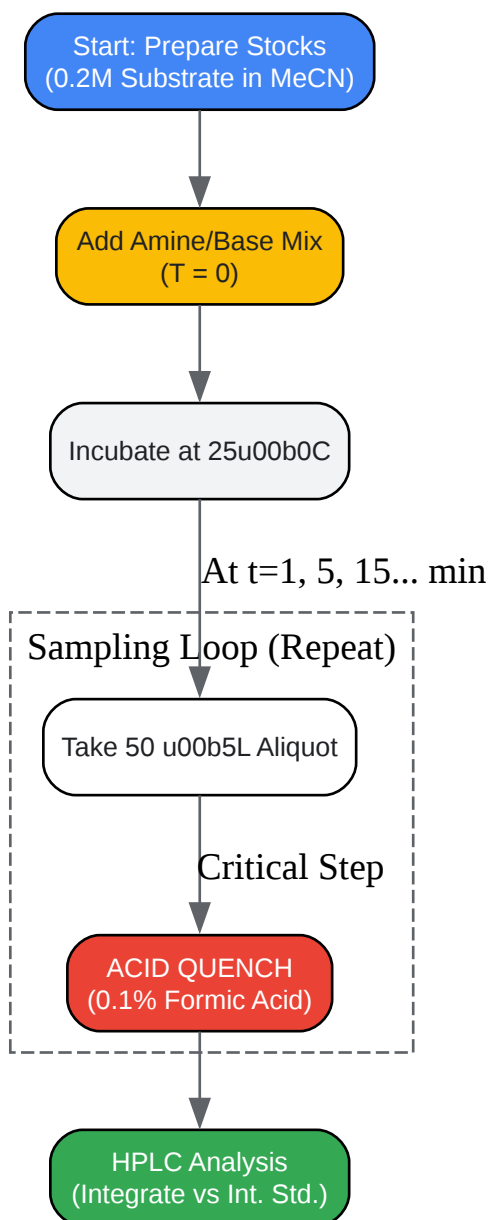 Start: Prepare Stocks
(0.2M Substrate in MeCN)
Add Amine/Base Mix
(T = 0)
Incubate at 25u00b0C
At t=1, 5, 15... min
Sampling Loop (Repeat)
Take 50 u00b5L Aliquot
Critical Step
ACID QUENCH
(0.1% Formic Acid)
HPLC Analysis
(Integrate vs Int. Std.)